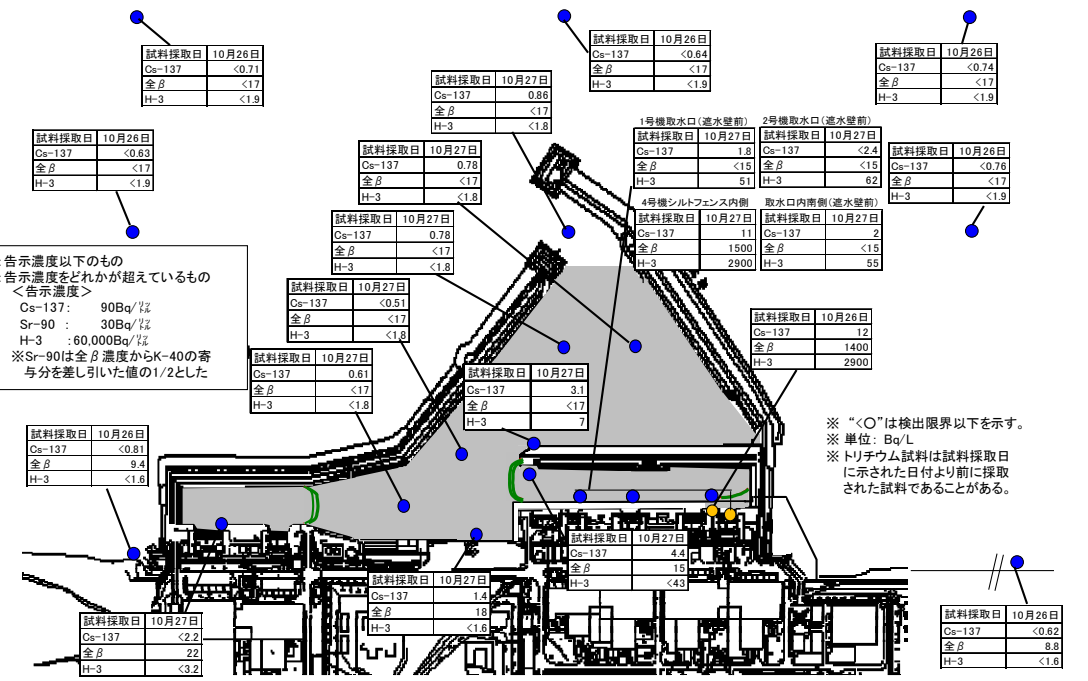 試料採取日 10月26日
Cs-137 <0.71
全β <17
H-3 <1.9
試料採取日 10月26日
Cs-137 <0.64
全β <17
H-3 <1.9
試料採取日 10月26日
Cs-137 <0.74
全β <17
H-3 <1.9
試料採取日 10月27日
Cs-137 0.86
全β <17
H-3 <1.8
試料採取日 10月26日
Cs-137 <0.63
全β <17
H-3 <1.9
試料採取日 10月27日
Cs-137 0.78
全β <17
H-3 <1.8
1号機取水口(遮水壁前)
試料採取日 10月27日
Cs-137 1.8
全β <15
H-3 51
2号機取水口(遮水壁前)
試料採取日 10月27日
Cs-137 <2.4
全β <15
H-3 62
試料採取日 10月26日
Cs-137 <0.76
全β <17
H-3 <1.9
4号機シルトフェンス内側
試料採取日 10月27日
Cs-137 11
全β 1500
H-3 2900
取水口内南側(遮水壁前)
試料採取日 10月27日
Cs-137 2
全β <15
H-3 55
試料採取日 10月27日
Cs-137 0.78
全β <17
H-3 <1.8
:告示濃度以下のもの
:告示濃度をどれかが超えているもの
<告示濃度>
Cs-137: 90Bq/㍑
Sr-90 : 30Bq/㍑
H-3 :60,000Bq/㍑
※Sr-90は全β濃度からK-40の寄
与分を差し引いた値の1/2とした
試料採取日 10月27日
Cs-137 <0.51
全β <17
H-3 <1.8
試料採取日 10月26日
Cs-137 12
全β 1400
H-3 2900
試料採取日 10月27日
Cs-137 0.61
全β <17
H-3 <1.8
試料採取日 10月27日
Cs-137 3.1
全β <17
H-3 7
※ “<○”は検出限界以下を示す。
※ 単位: Bq/L
※ トリチウム試料は試料採取日
に示された日付より前に採取
された試料であることがある。
試料採取日 10月26日
Cs-137 <0.81
全β 9.4
H-3 <1.6
試料採取日 10月27日
Cs-137 4.4
全β 15
H-3 <43
試料採取日 10月27日
Cs-137 1.4
全β 18
H-3 <1.6
試料採取日 10月27日
Cs-137 <2.2
全β 22
H-3 <3.2
試料採取日 10月26日
Cs-137 <0.62
全β 8.8
H-3 <1.6